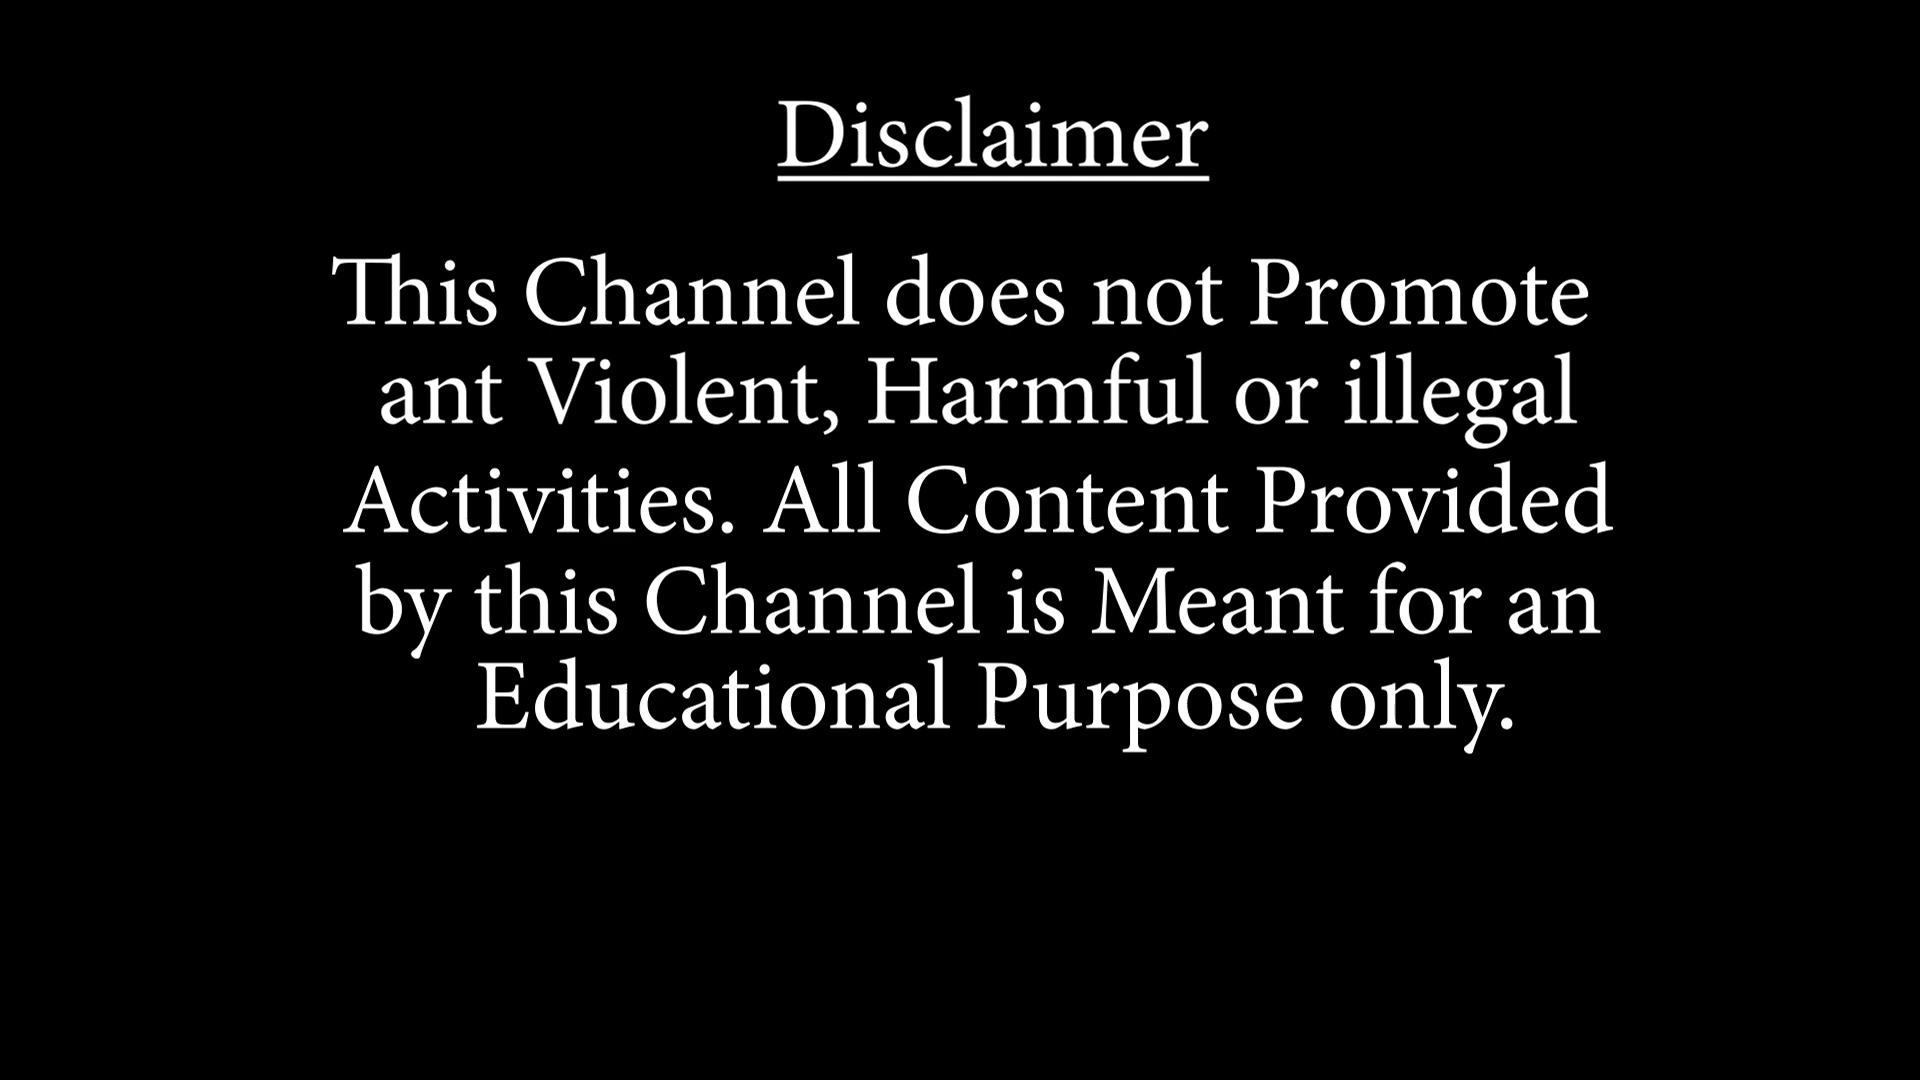 Disclaimer
This Channel does not Promote
ant Violent, Harmful or illegal
Activities. All Content Provided
by this Channel is Meant for an
Educational Purpose only.